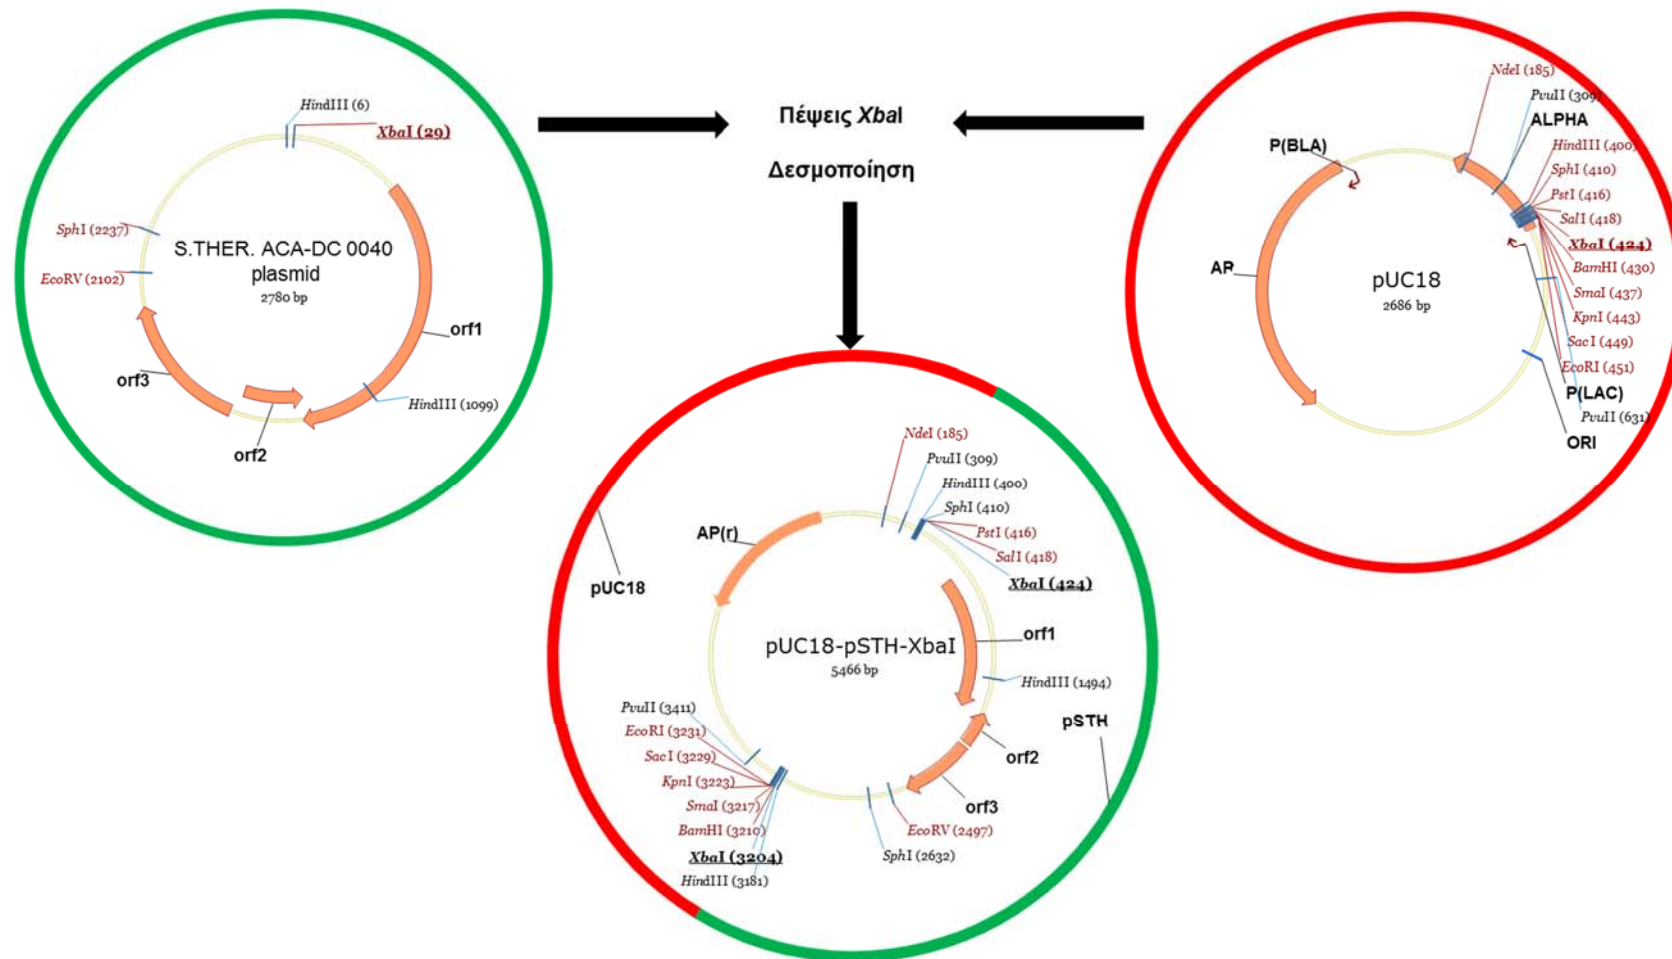 HindIII (6)
XbaI (29)
SphI (2237)
EcoRV (2102)
S.THER. ACA-DC 0040
plasmid
2780 bp
orf1
orf3
HindIII (1099)
orf2
Πέψεις XbaI
Δεσμοποίηση
NdeI (185)
PvuII (309)
ALPHA
P(BLA)
HindIII (400)
SphI (410)
PstI (416)
SalI (418)
XbaI (424)
BamHI (430)
SmaI (437)
KpnI (443)
SacI (449)
EcoRI (451)
P(LAC)
PvuII (631)
ORI
AP
pUC18
2686 bp
NdeI (185)
PvuII (309)
HindIII (400)
SphI (410)
PstI (416)
SalI (418)
XbaI (424)
AP(r)
pUC18
orf1
pUC18-pSTH-XbaI
5466 bp
HindIII (1494)
pSTH
orf2
orf3
EcoRV (2497)
SphI (2632)
PvuII (3411)
EcoRI (3231)
SacI (3229)
KpnI (3223)
SmaI (3217)
BamHI (3210)
XbaI (3204)
HindIII (3181)